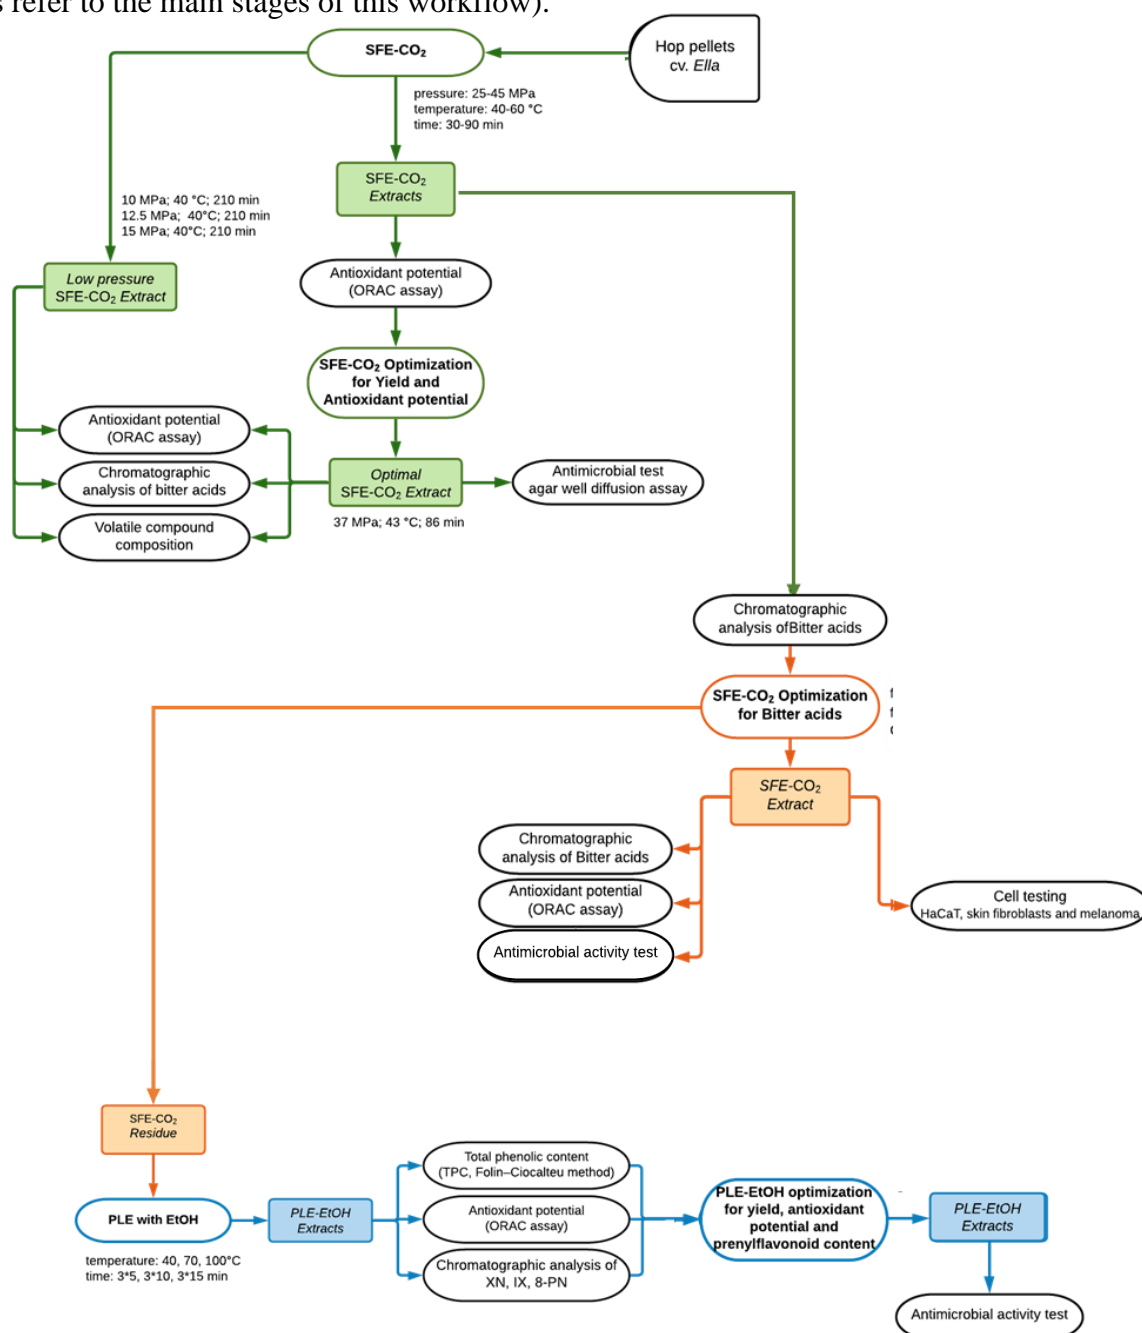 s refer to the main stages of this workflow).
SFE-CO₂
Hop pellets
cv. Ella
pressure: 25-45 MPa
temperature: 40-60 °C
time: 30-90 min
SFE-CO₂
Extracts
10 MPa; 40 °C; 210 min
12.5 MPa; 40°C; 210 min
15 MPa; 40°C; 210 min
Low pressure
SFE-CO₂ Extract
Antioxidant potential
(ORAC assay)
SFE-CO₂ Optimization
for Yield and
Antioxidant potential
Antioxidant potential
(ORAC assay)
Chromatographic
analysis of bitter acids
Volatile compound
composition
Optimal
SFE-CO₂ Extract
37 MPa; 43 °C; 86 min
Antimicrobial test
agar well diffusion assay
Chromatographic
analysis ofBitter acids
SFE-CO₂ Optimization
for Bitter acids
SFE-CO₂
Extract
Chromatographic
analysis of Bitter acids
Antioxidant potential
(ORAC assay)
Antimicrobial activity test
Cell testing
HaCaT, skin fibroblasts and melanoma
SFE-CO₂
Residue
PLE with EtOH
temperature: 40, 70, 100°C
time: 3*5, 3*10, 3*15 min
PLE-EtOH
Extracts
Total phenolic content
(TPC, Folin–Ciocalteu method)
Antioxidant potential
(ORAC assay)
Chromatographic analysis of
XN, IX, 8-PN
PLE-EtOH optimization
for yield, antioxidant
potential and
prenylflavonoid content
PLE-EtOH
Extracts
Antimicrobial activity test